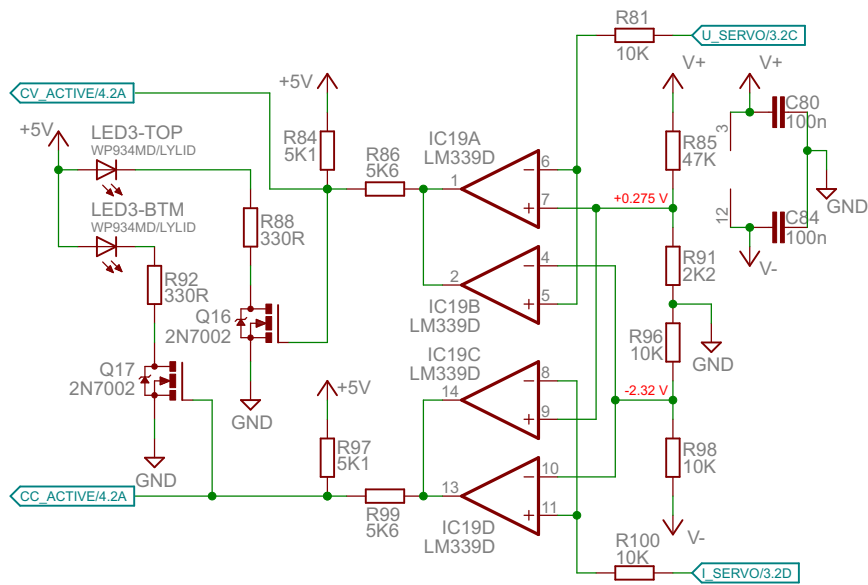 R81
10K
U_SERVO/3.2C
V+
V+
CV_ACTIVE/4.2A
+5V
+5V
LED3-TOP
WP934MD/LYLID
R84
5K1
R86
5K6
IC19A
LM339D
1
6
7
R85
47K
3
C80
100n
GND
+0.275 V
LED3-BTM
WP934MD/LYLID
R88
330R
12
C84
100n
V-
R92
330R
2
4
5
IC19B
LM339D
R91
2K2
Q16
2N7002
R96
10K
GND
Q17
2N7002
IC19C
LM339D
14
8
9
-2.32 V
+5V
GND
GND
R97
5K1
R99
5K6
13
10
11
IC19D
LM339D
R98
10K
V-
CC_ACTIVE/4.2A
R100
10K
I_SERVO/3.2D